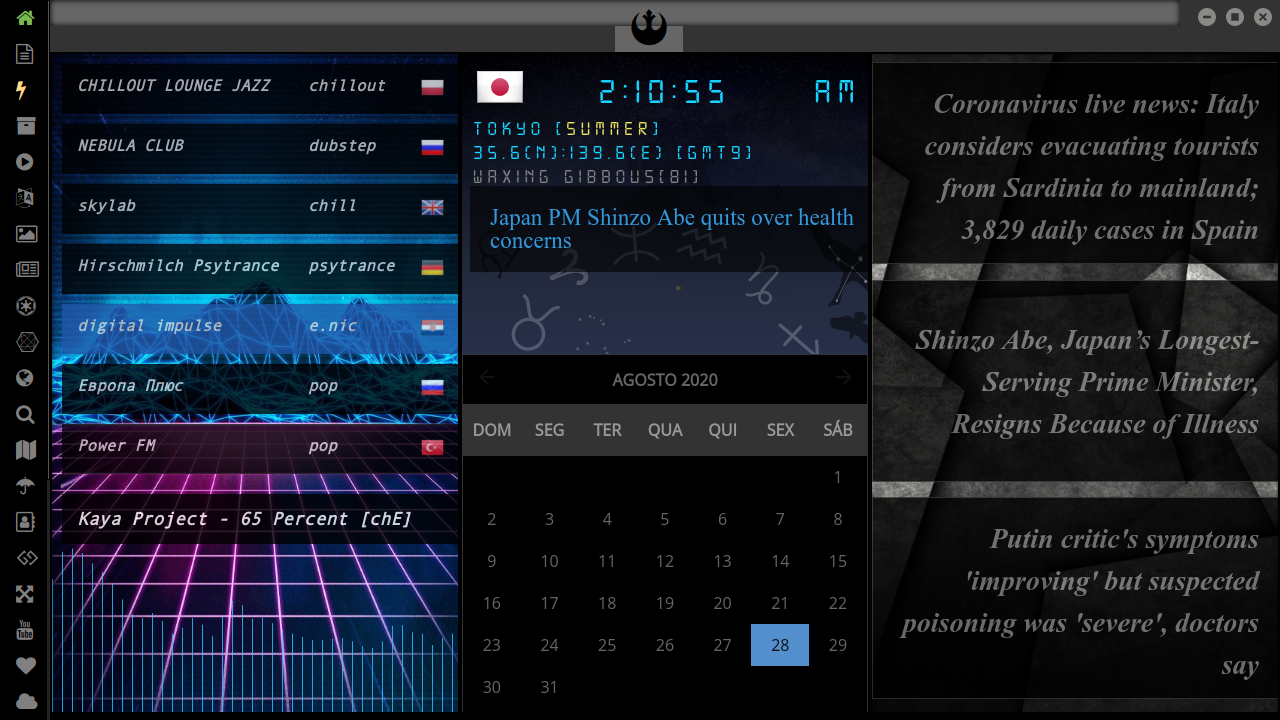 CHILLOUT LOUNGE JAZZ chillout
NEBULA CLUB dubstep
skylab chill
Hirschmilch Psytrance psytrance
digital impulse e.nic
Европа Плюс pop
Power FM pop
Kaya Project - 65 Percent [chE]
2:10:55 AM
TOKYO [SUMMER]
35.6(N):139.6(E) [GMT9]
WAXING GIBBOUS(81)
Japan PM Shinzo Abe quits over health
concerns
AGOSTO 2020
DOM SEG TER QUA QUI SEX SÁB
1
2 3 4 5 6 7 8
9 10 11 12 13 14 15
16 17 18 19 20 21 22
23 24 25 26 27 28 29
30 31
Coronavirus live news: Italy
considers evacuating tourists
from Sardinia to mainland;
3,829 daily cases in Spain
Shinzo Abe, Japan’s Longest-
Serving Prime Minister,
Resigns Because of Illness
Putin critic's symptoms
'improving' but suspected
poisoning was 'severe', doctors
say
You
Tube